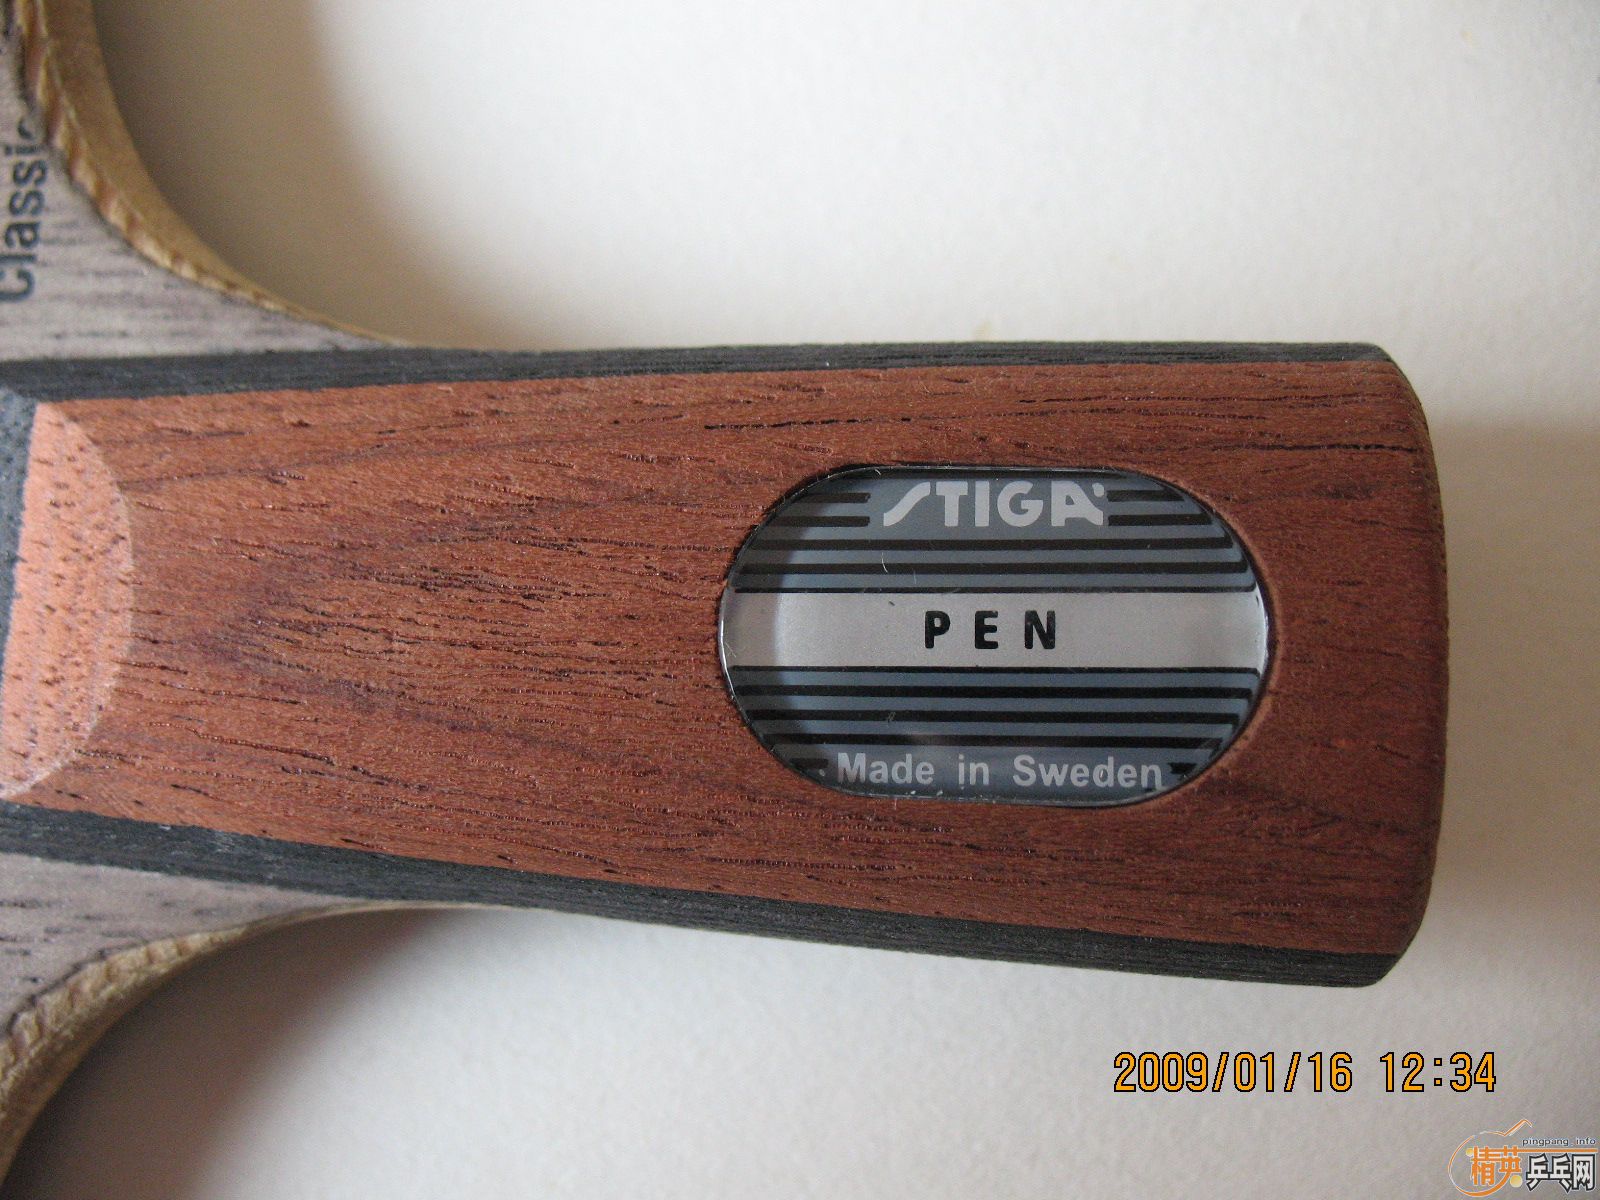 Classic
STIGA
PEN
Made in Sweden
2009/01/16 12:34
pingpang.info
精英乒乓网